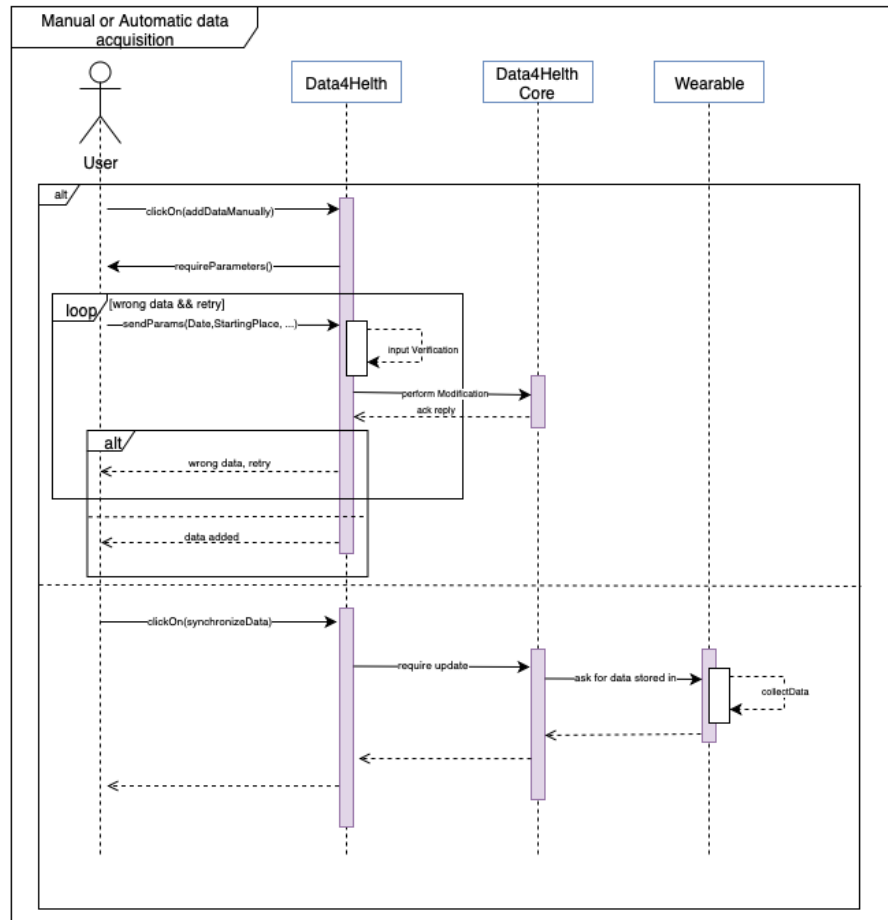 Manual or Automatic data
acquisition
Data4Helth
Data4Helth
Core
Wearable
User
alt
clickOn(addDataManually)
requireParameters()
loop
[wrong data && retry]
sendParams(Date,StartingPlace, ...)
input Verification
perform Modification
ack reply
alt
wrong data, retry
data added
clickOn(synchronizeData)
require update
ask for data stored in
collectData